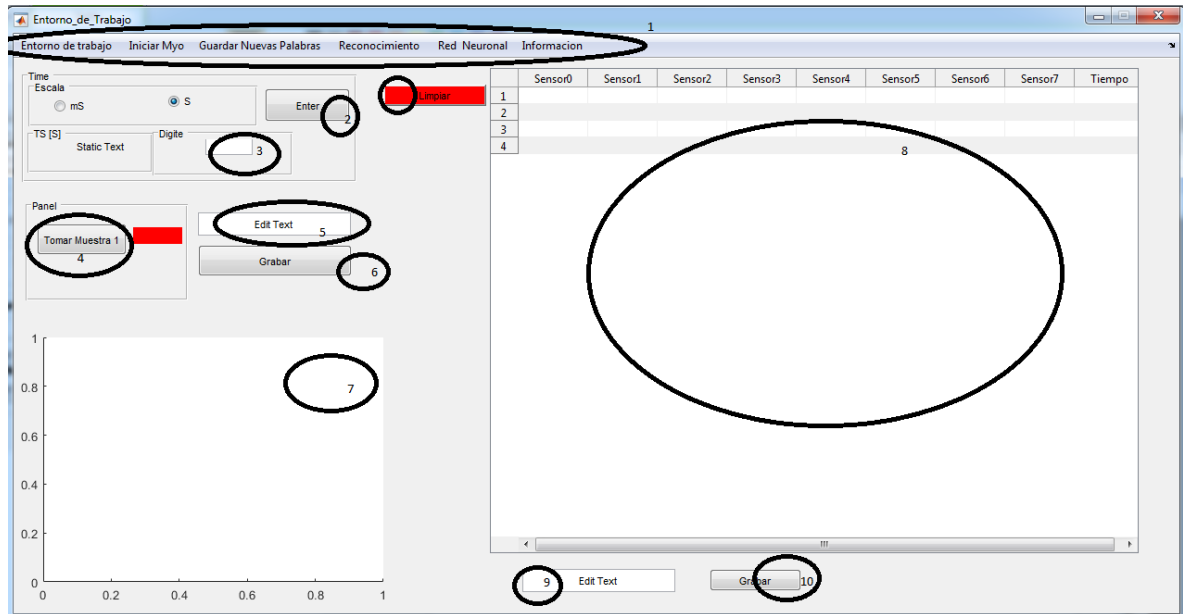 Entorno_de_Trabajo
1
Entorno de trabajo Iniciar Myo Guardar Nuevas Palabras Reconocimiento Red Neuronal Informacion
Time
Escala
mS
S
Enter
2
Limpiar
TS [S]
Static Text
Digite
3
Panel
Tomar Muestra 1
4
Edit Text
5
Grabar
6
Sensor0 Sensor1 Sensor2 Sensor3 Sensor4 Sensor5 Sensor6 Sensor7 Tiempo
1
2
3
4
8
1
0.8
0.6
0.4
0.2
0
0 0.2 0.4 0.6 0.8 1
7
9
Edit Text
Grabar
10